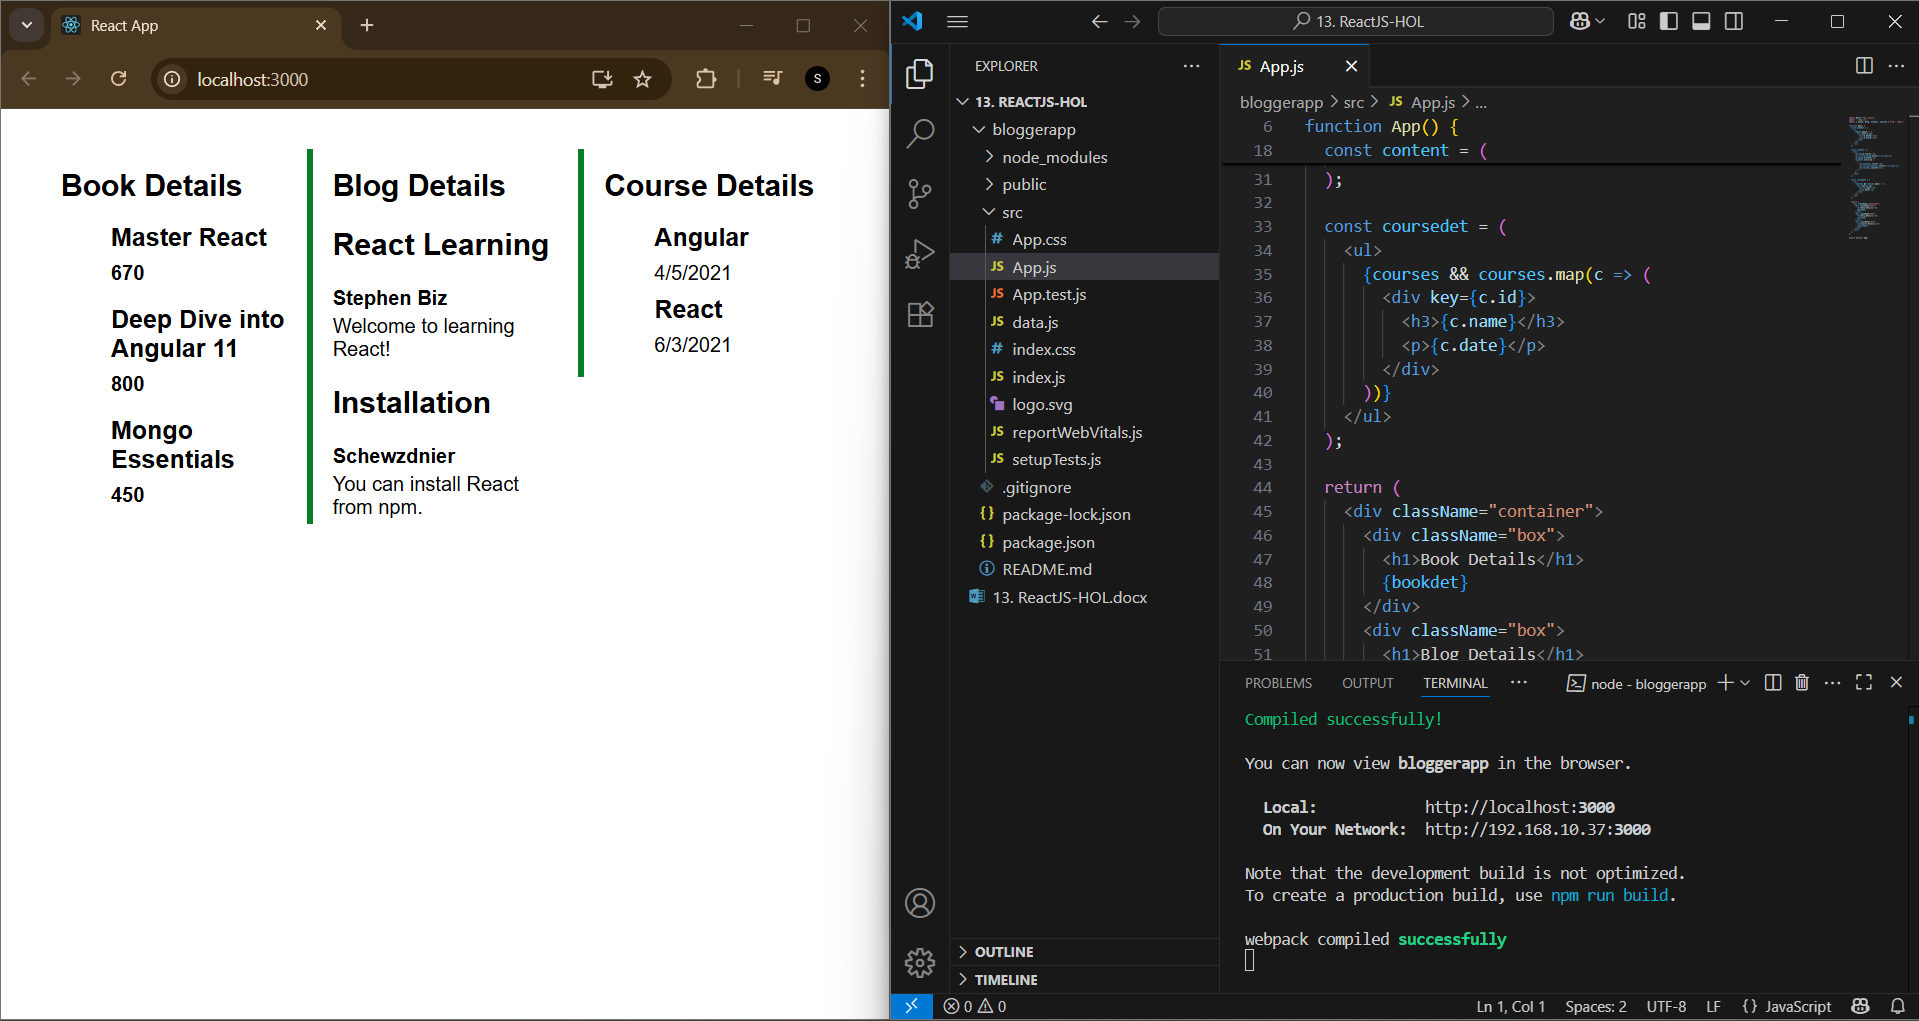 React App
localhost:3000
S
Book Details
Master React
670
Deep Dive into
Angular 11
800
Mongo
Essentials
450
Blog Details
React Learning
Stephen Biz
Welcome to learning
React!
Installation
Schewzdnier
You can install React
from npm.
Course Details
Angular
4/5/2021
React
6/3/2021
13. ReactJS-HOL
EXPLORER
13. REACTJS-HOL
bloggerapp
node_modules
public
src
# App.css
JS App.js
JS App.test.js
JS data.js
# index.css
JS index.js
logo.svg
JS reportWebVitals.js
JS setupTests.js
.gitignore
{} package-lock.json
{} package.json
README.md
13. ReactJS-HOL.docx
OUTLINE
TIMELINE
JS App.js
bloggerapp > src > JS App.js > ...
6 function App() {
18 const content = (
31 );
32
33 const coursedet = (
34 <ul>
35 {courses && courses.map(c => (
36 <div key={c.id}>
37 <h3>{c.name}</h3>
38 <p>{c.date}</p>
39 </div>
40 ))}
41 </ul>
42 );
43
44 return (
45 <div className="container">
46 <div className="box">
47 <h1>Book Details</h1>
48 {bookdet}
49 </div>
50 <div className="box">
51 <h1>Blog Details</h1>
PROBLEMS OUTPUT TERMINAL ... node - bloggerapp
Compiled successfully!
You can now view bloggerapp in the browser.
Local: http://localhost:3000
On Your Network: http://192.168.10.37:3000
Note that the development build is not optimized.
To create a production build, use npm run build.
webpack compiled successfully
0 0 Ln 1, Col 1 Spaces: 2 UTF-8 LF {} JavaScript